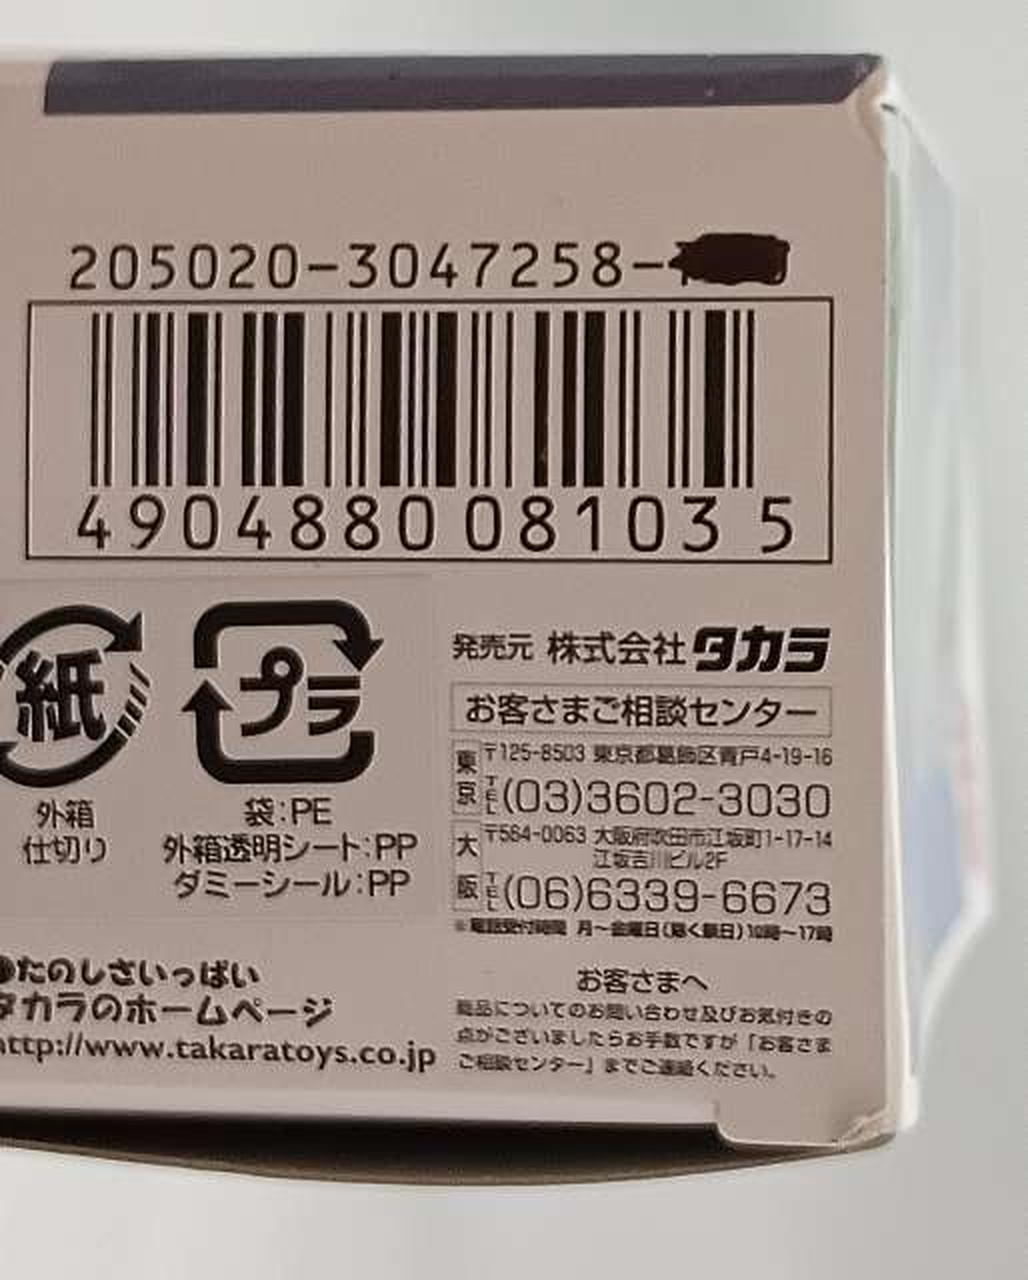 205020-3047258-
4904880081035
紙
外箱
仕切り
プラ
袋:PE
外箱透明シート:PP
ダミーシール:PP
発売元 株式会社タカラ
お客さまご相談センター
東京
〒125-8503 東京都葛飾区青戸4-19-16
TEL(03)3602-3030
大阪
〒564-0063 大阪府吹田市江坂町1-17-14
江坂吉川ビル2F
TEL(06)6339-6673
※電話受付時間 月〜金曜日(除く祭日)10時〜17時
●たのしさいっぱい
タカラのホームページ
http://www.takaratoys.co.jp
お客さまへ
商品についてのお問い合わせ及びお気付きの
点がございましたらお手数ですが「お客さま
ご相談センター」までご連絡ください。